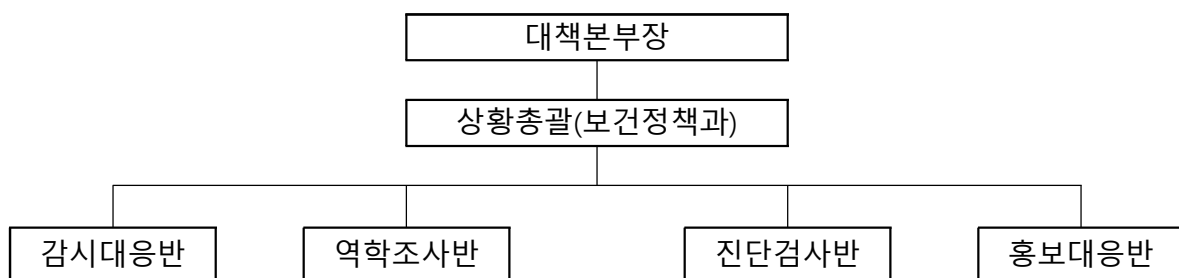 대책본부장
상황총괄(보건정책과)
감시대응반
역학조사반
진단검사반
홍보대응반